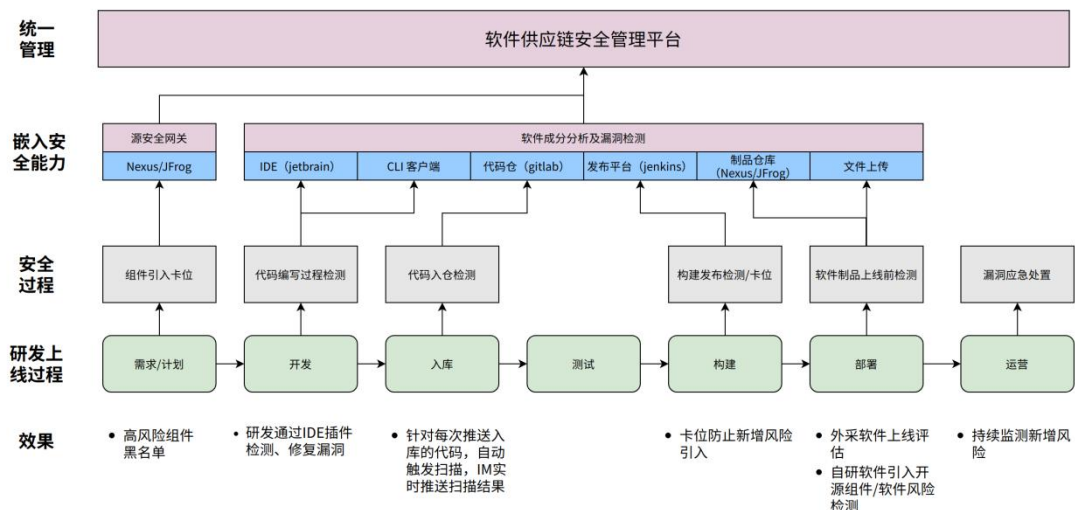 统一
管理
软件供应链安全管理平台
嵌入安
全能力
源安全网关
软件成分分析及漏洞检测
Nexus/JFrog
IDE（jetbrain）
CLI 客户端
代码仓（gitlab）
发布平台（jenkins）
制品仓库
（Nexus/JFrog）
文件上传
安全
过程
组件引入卡位
代码编写过程检测
代码入仓检测
构建发布检测/卡位
软件制品上线前检测
漏洞应急处置
研发上
线过程
需求/计划
开发
入库
测试
构建
部署
运营
效果
• 高风险组件
黑名单
• 研发通过IDE插件
检测、修复漏洞
• 针对每次推送入
库的代码，自动
触发扫描，IM实
时推送扫描结果
• 卡位防止新增风险
引入
• 外采软件上线评
估
• 自研软件引入开
源组件/软件风险
检测
• 持续监测新增风
险